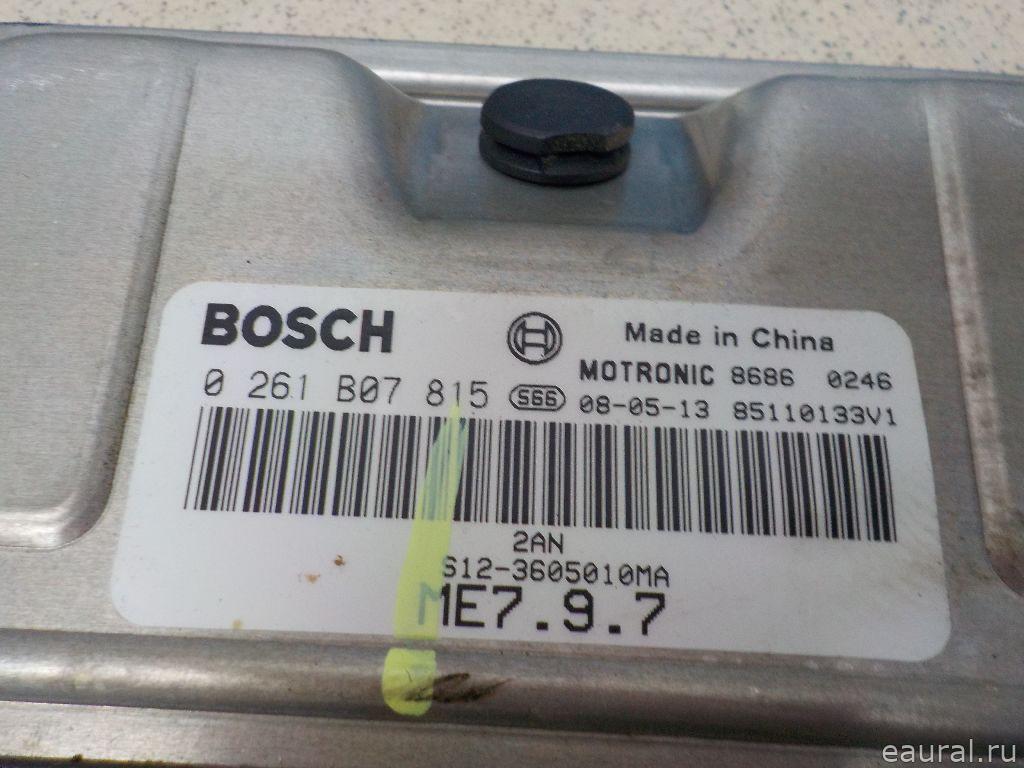 BOSCH
Made in China
MOTRONIC 8686 0246
0 261 B07 815
S66
08-05-13 85110133V1
2AN
S12-3605010MA
ME7.9.7
eaural.ru